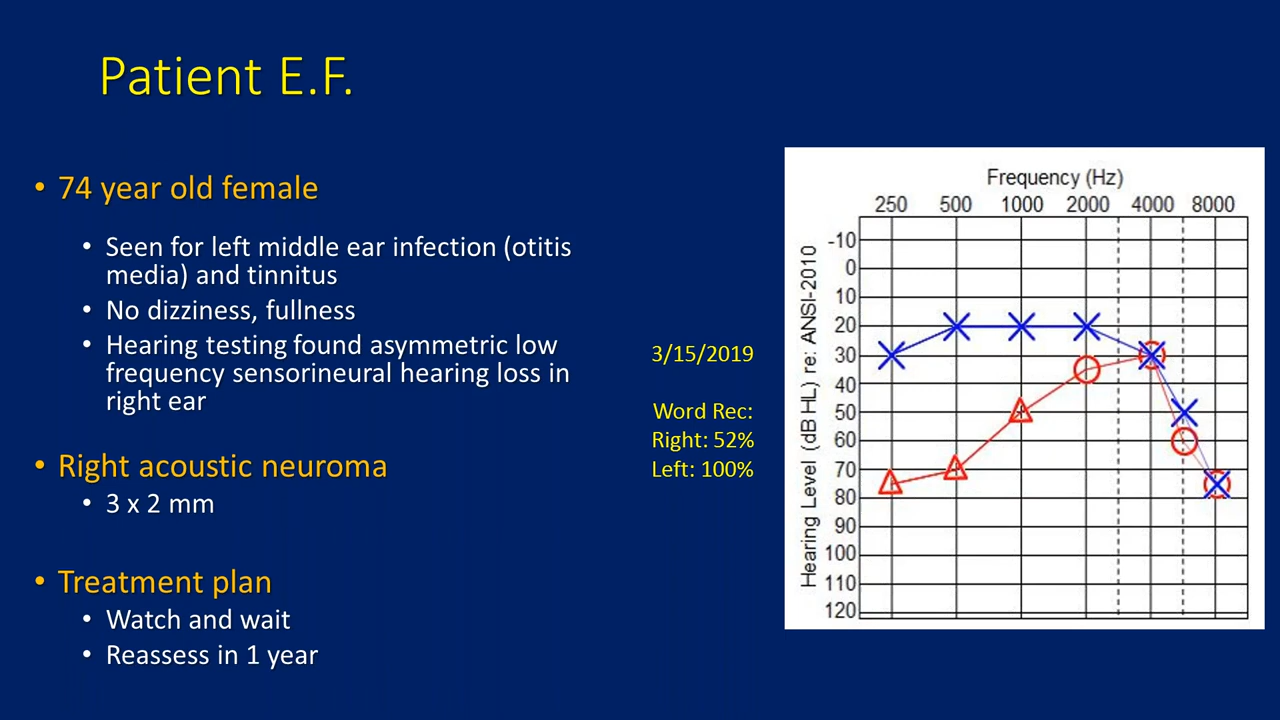 Patient E.F.
• 74 year old female
• Seen for left middle ear infection (otitis
media) and tinnitus
• No dizziness, fullness
• Hearing testing found asymmetric low
frequency sensorineural hearing loss in
right ear
• Right acoustic neuroma
• 3 x 2 mm
• Treatment plan
• Watch and wait
• Reassess in 1 year
3/15/2019
Word Rec:
Right: 52%
Left: 100%
Frequency (Hz)
250 500 1000 2000 4000 8000
Hearing Level (dB HL) re: ANSI-2010
-10
0
10
20
30
40
50
60
70
80
90
100
110
120